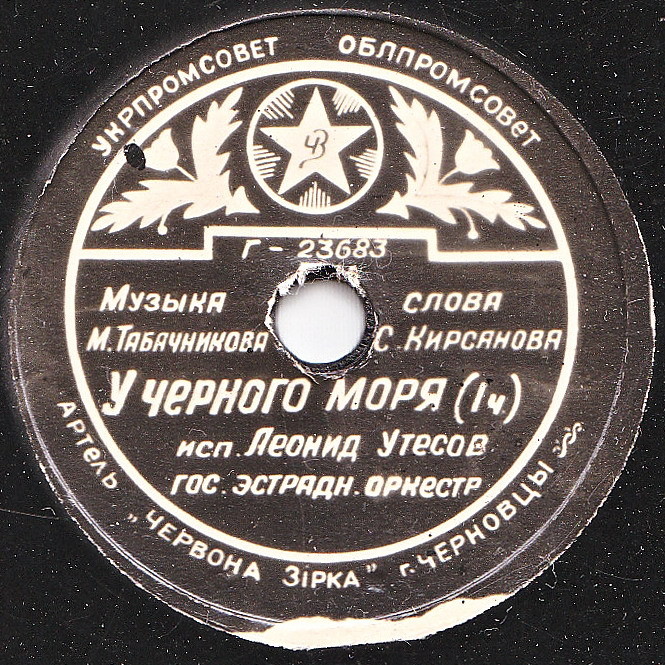 УКРПРОМСОВЕТ ОБЛПРОМСОВЕТ
ЧЗ
Г-23683
Музыка слова
М.Табачникова С.Кирсанова
У черного моря (1ч)
исп. Леонид Утесов
гос. эстрадн. оркестр
Артель „ЧЕРВОНА ЗІРКА" г. ЧЕРНОВЦЫ